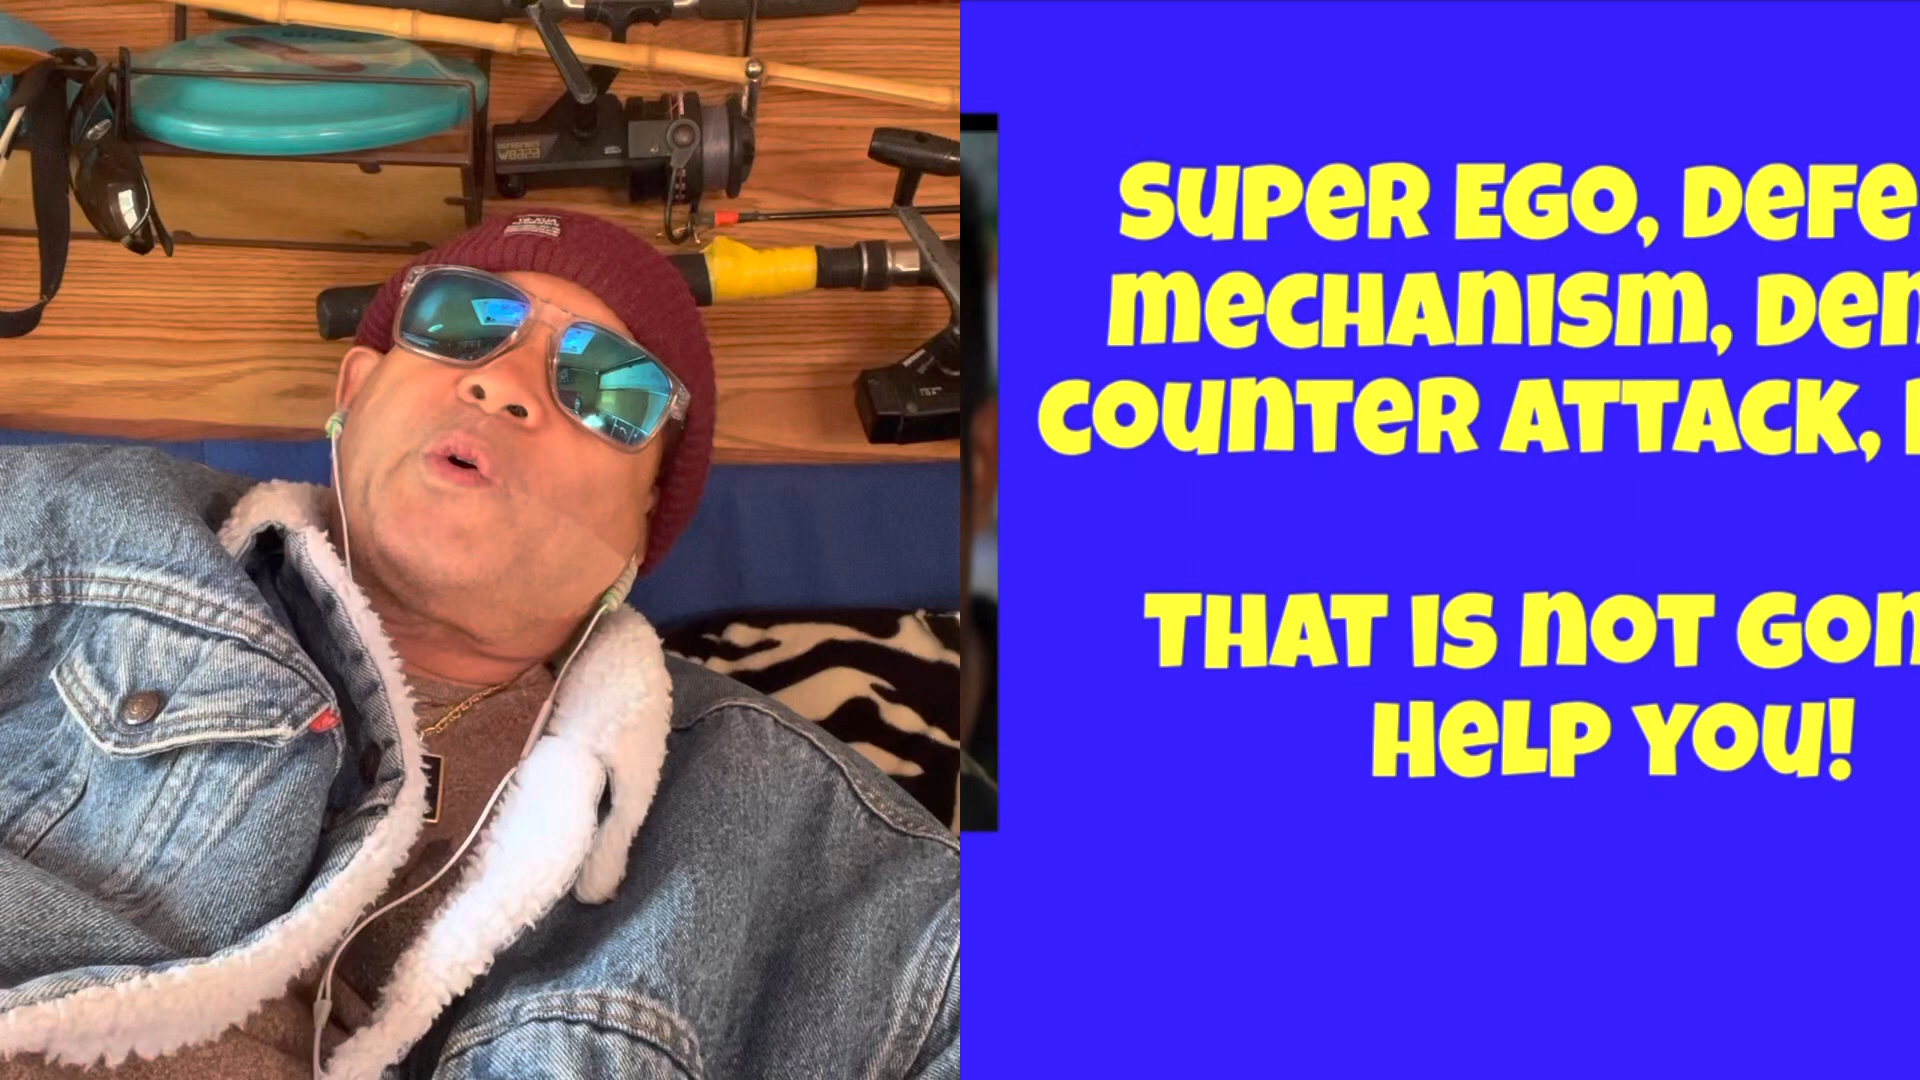 SUPER EGO, DEFE
MECHANISM, DEN
COUNTER ATTACK,
THAT IS NOT GON
HELP YOU!